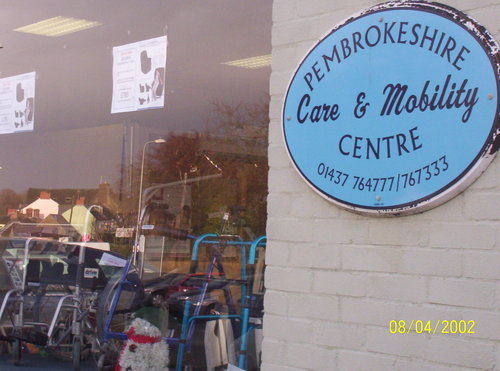 PEMBROKESHIRE
Care & Mobility
CENTRE
01437 764777/767333
08/04/2002